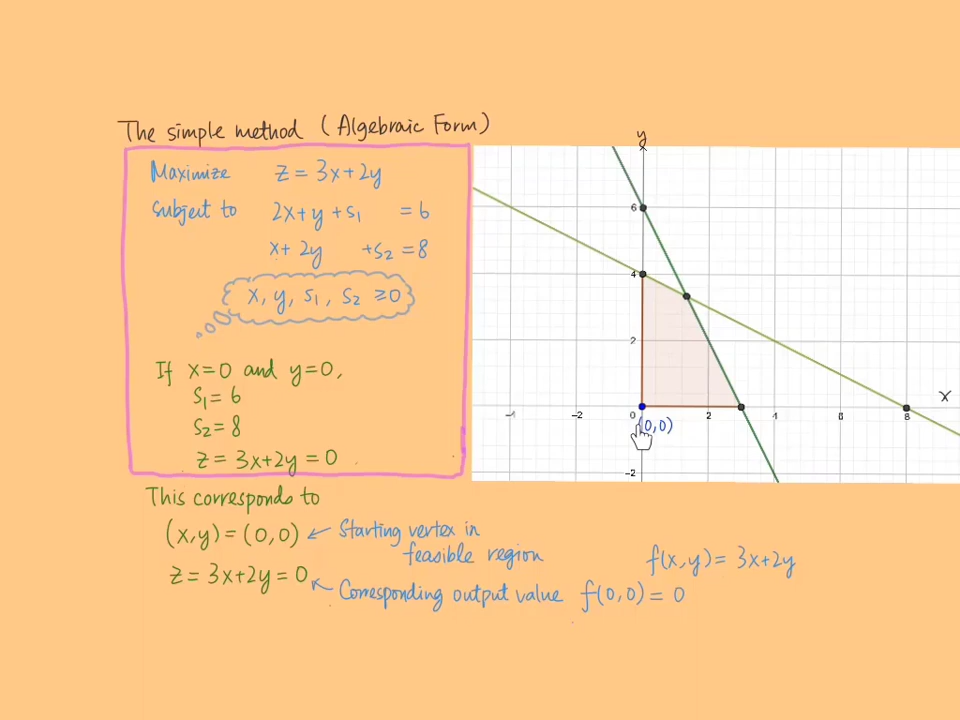 The simple method (Algebraic Form)
Maximize z = 3x+2y
Subject to 2x+y+s₁ = 6
x+2y +s₂ = 8
x, y, s₁, s₂ ≥0
If x=0 and y=0,
s₁= 6
s₂= 8
z= 3x+2y = 0
This corresponds to
(x,y) = (0,0) ← Starting vertex in
feasible region
z= 3x+2y = 0 ← Corresponding output value f(0,0) = 0
f(x,y) = 3x+2y
y
6
4
2
-4 -2 0 2 4 6 8 x
(0,0)
-2